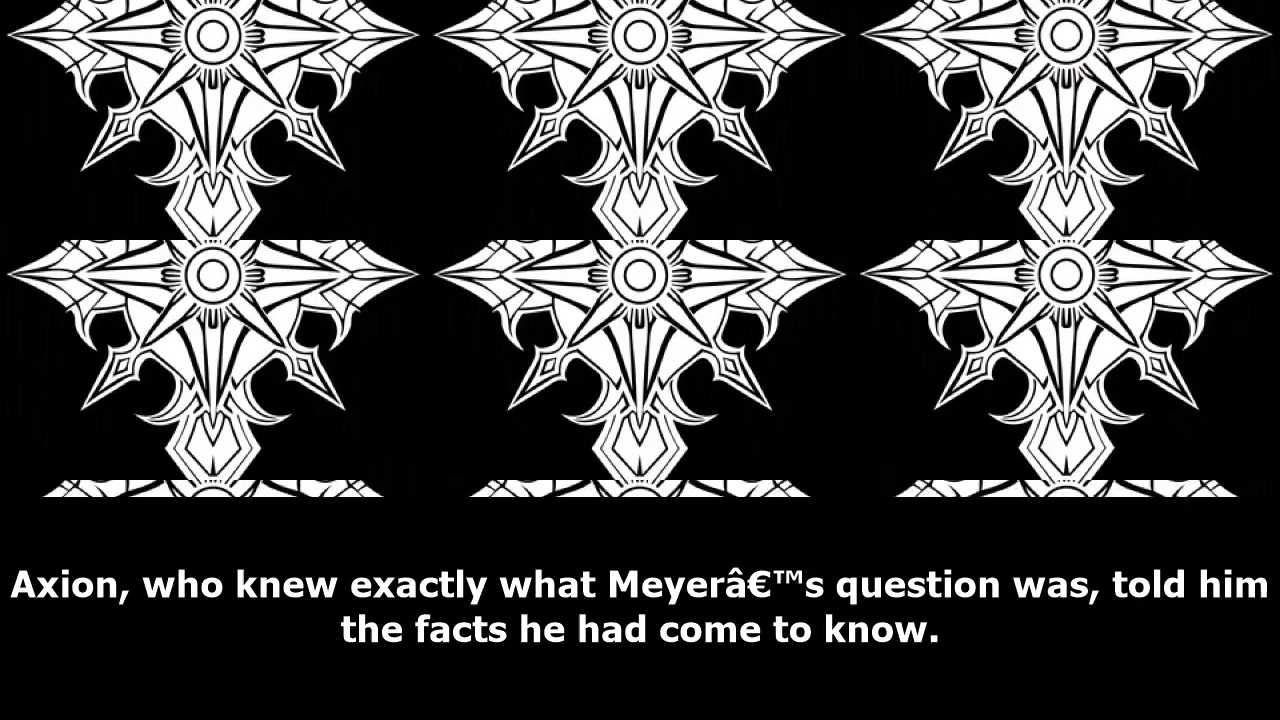 Axion, who knew exactly what Meyerâ€™s question was, told him
the facts he had come to know.